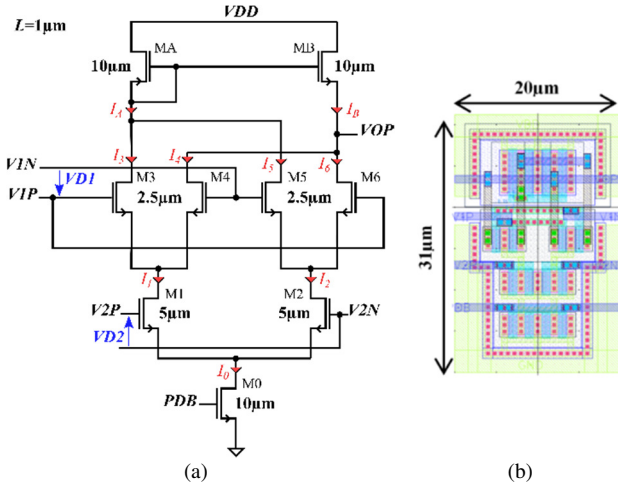 L=1µm
VDD
MA
MB
10µm
10µm
I_A
I_B
VOP
V1N
I_3
I_4
I_5
I_6
VD1
M3
M4
M5
M6
V1P
2.5µm
2.5µm
I_1
I_2
M1
M2
V2P
5µm
5µm
V2N
VD2
I_0
M0
PDB
10µm
(a)
20µm
31µm
(b)